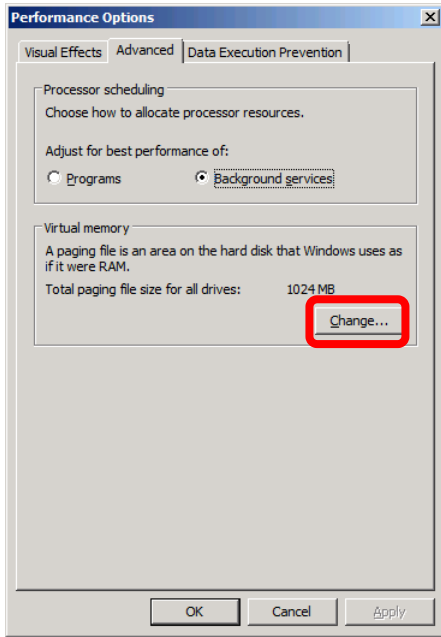 Performance Options
Visual Effects Advanced Data Execution Prevention
Processor scheduling
Choose how to allocate processor resources.
Adjust for best performance of:
Programs Background services
Virtual memory
A paging file is an area on the hard disk that Windows uses as
if it were RAM.
Total paging file size for all drives: 1024 MB
Change...
OK Cancel Apply